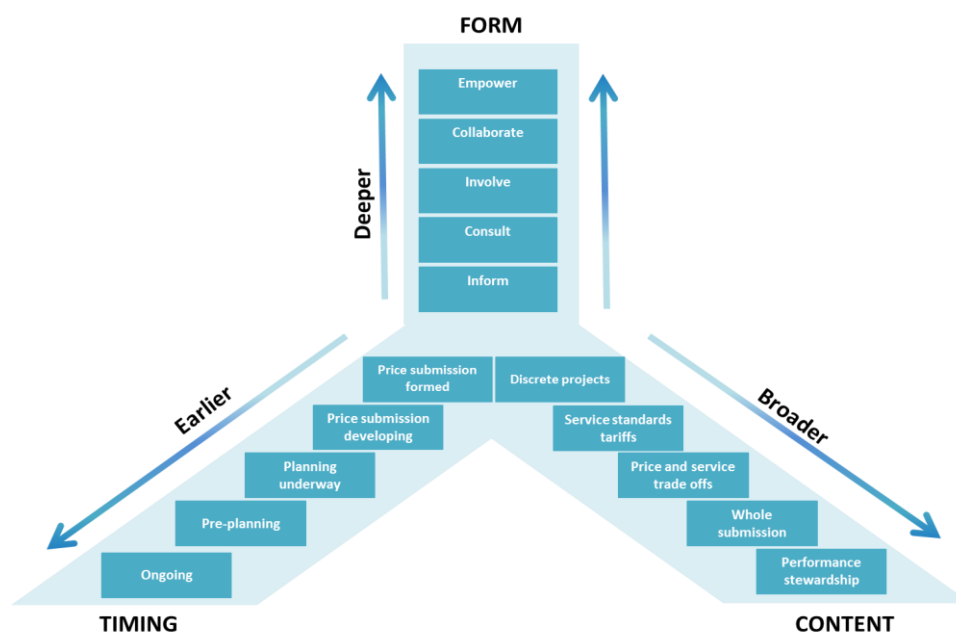 FORM
Empower
Collaborate
Involve
Consult
Inform
Deeper
Earlier
Broader
Price submission
formed
Price submission
developing
Planning
underway
Pre-planning
Ongoing
TIMING
Discrete projects
Service standards
tariffs
Price and service
trade offs
Whole
submission
Performance
stewardship
CONTENT